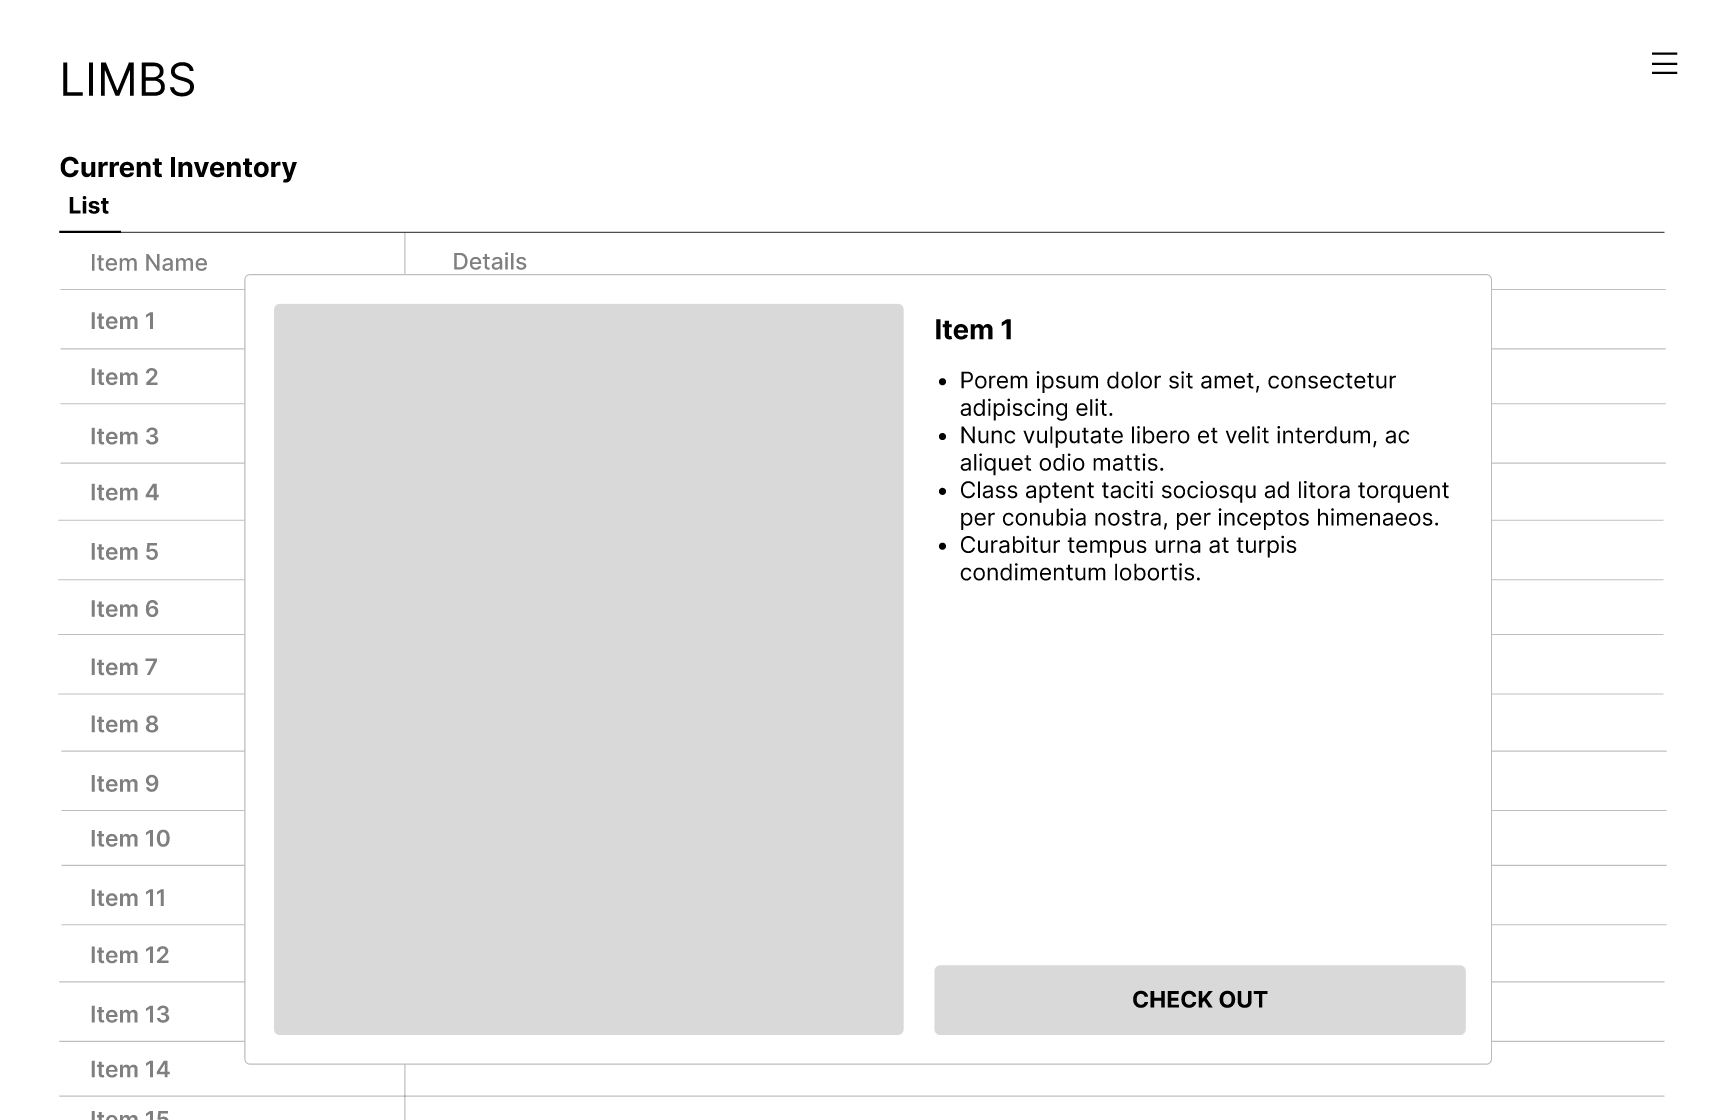 LIMBS
Current Inventory
List
Item Name
Details
Item 1
Item 2
Item 3
Item 4
Item 5
Item 6
Item 7
Item 8
Item 9
Item 10
Item 11
Item 12
Item 13
Item 14
Item 15
Item 1
• Porem ipsum dolor sit amet, consectetur
adipiscing elit.
• Nunc vulputate libero et velit interdum, ac
aliquet odio mattis.
• Class aptent taciti sociosqu ad litora torquent
per conubia nostra, per inceptos himenaeos.
• Curabitur tempus urna at turpis
condimentum lobortis.
CHECK OUT